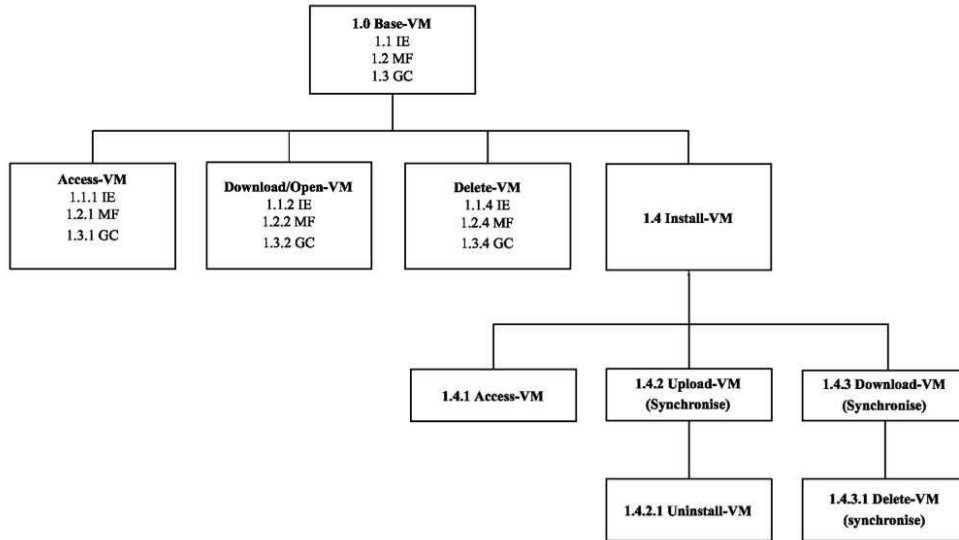 1.0 Base-VM
1.1 IE
1.2 MF
1.3 GC
Access-VM
1.1.1 IE
1.2.1 MF
1.3.1 GC
Download/Open-VM
1.1.2 IE
1.2.2 MF
1.3.2 GC
Delete-VM
1.1.4 IE
1.2.4 MF
1.3.4 GC
1.4 Install-VM
1.4.1 Access-VM
1.4.2 Upload-VM
(Synchronise)
1.4.3 Download-VM
(Synchronise)
1.4.2.1 Uninstall-VM
1.4.3.1 Delete-VM
(synchronise)